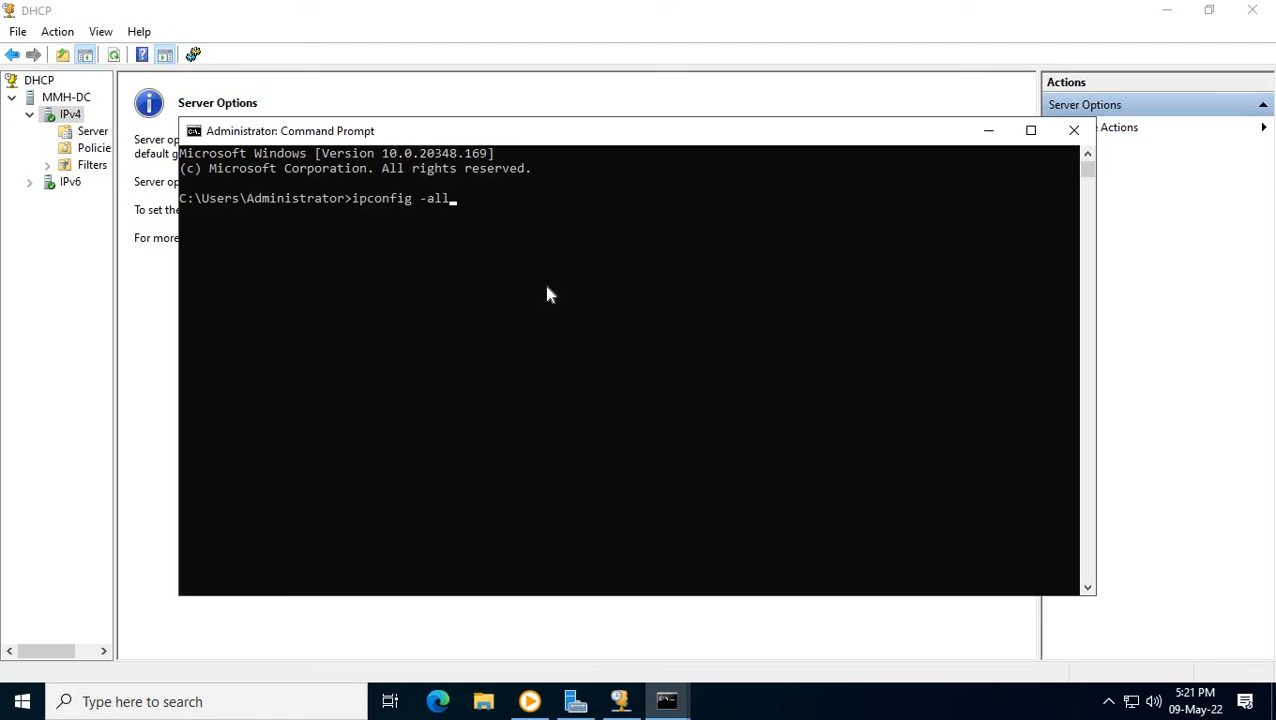 DHCP
File Action View Help
DHCP
MMH-DC
IPv4
Server
Policie
Filters
IPv6
Server Options
Server op
default g
Server op
To set the
For more
Administrator: Command Prompt
Microsoft Windows [Version 10.0.20348.169]
(c) Microsoft Corporation. All rights reserved.
C:\Users\Administrator>ipconfig -all
Actions
Server Options
Actions
Type here to search
5:21 PM
09-May-22